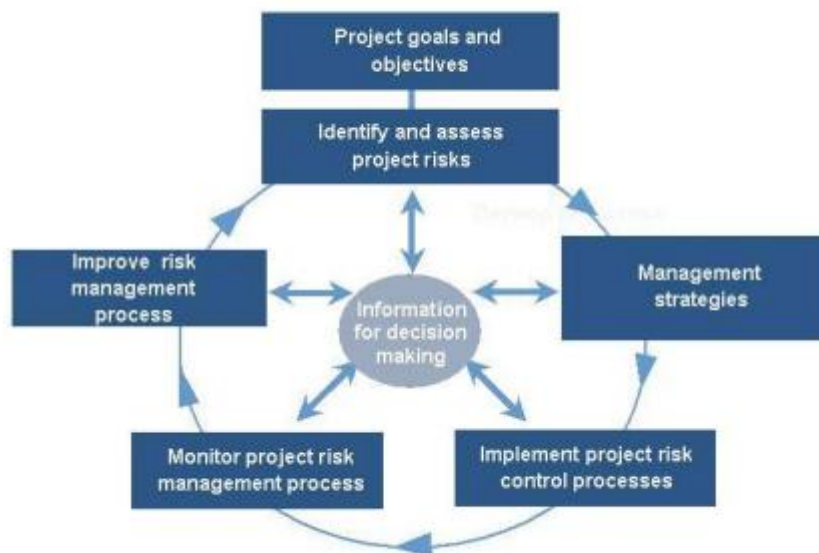 Project goals and
objectives
Identify and assess
project risks
Improve risk
management
process
Management
strategies
Information
for decision
making
Monitor project risk
management process
Implement project risk
control processes